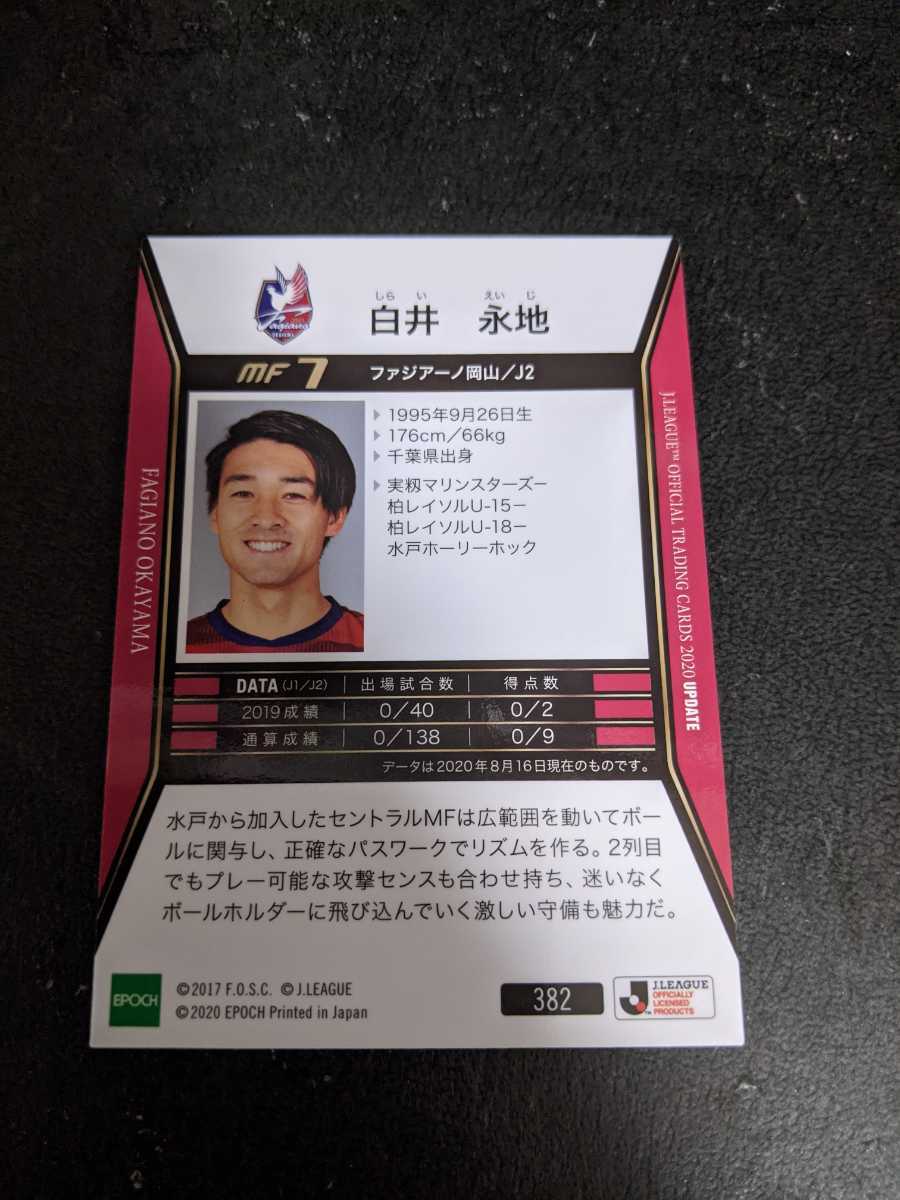 しらい えいじ
白井 永地
MF 7 ファジアーノ岡山／J2
1995年9月26日生
176cm／66kg
千葉県出身
実籾マリンスターズ－
柏レイソルU-15－
柏レイソルU-18－
水戸ホーリーホック
FAGIANO OKAYAMA
J.LEAGUE™ OFFICIAL TRADING CARDS 2020 UPDATE
DATA (J1/J2) 出場試合数 得点数
2019成績 0／40 0／2
通算成績 0／138 0／9
データは2020年8月16日現在のものです。
水戸から加入したセントラルMFは広範囲を動いてボー
ルに関与し、正確なパスワークでリズムを作る。2列目
でもプレー可能な攻撃センスも合わせ持ち、迷いなく
ボールホルダーに飛び込んでいく激しい守備も魅力だ。
EPOCH
©2017 F.O.S.C. ©J.LEAGUE
©2020 EPOCH Printed in Japan
382
J.LEAGUE
OFFICIALLY
LICENSED
PRODUCTS